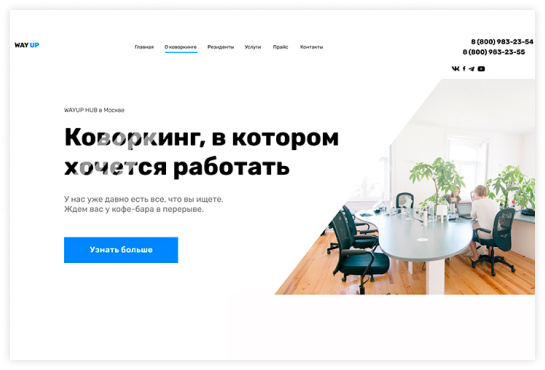 WAY UP
Главная О коворкинге Резиденты Услуги Прайс Контакты
8 (800) 983-23-54
8 (800) 983-23-55
WAYUP HUB в Москве
Коворкинг, в котором
хочется работать
У нас уже давно есть все, что вы ищете.
Ждем вас у кофе-бара в перерыве.
Узнать больше